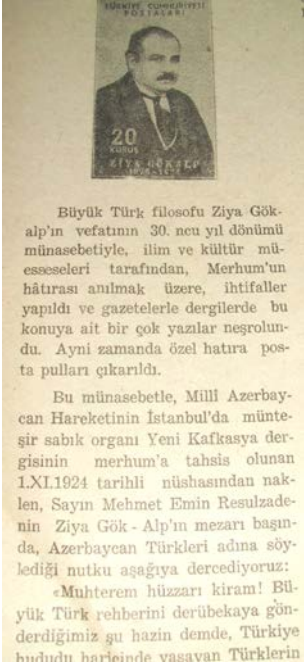 TÜRKİYE CUMHURİYETİ
POSTALARI
20
KURUŞ
ZİYA GÖKALP
Büyük Türk filosofu Ziya Gök-
alp'ın vefatının 30. ncu yıl dönümü
münasebetiyle, ilim ve kültür mü-
esseseleri tarafından, Merhum'un
hâtırası anılmak üzere, ihtifaller
yapıldı ve gazetelerle dergilerde bu
konuya ait bir çok yazılar neşrolun-
du. Ayni zamanda özel hatıra pos-
ta pulları çıkarıldı.
Bu münasebetle, Millî Azerbay-
can Hareketinin İstanbul'da münte-
şir sabık organı Yeni Kafkasya der-
gisinin merhum'a tahsis olunan
1.XI.1924 tarihli nüshasından nak-
len, Sayın Mehmet Emin Resulzade-
nin Ziya Gök - Alp'ın mezarı başın-
da, Azerbaycan Türkleri adına söy-
lediği nutku aşağıya dercediyoruz:
«Muhterem hüzzarı kiram! Bü-
yük Türk rehberini derübekaya gön-
derdiğimiz şu hazin demde, Türkiye
hududu haricinde yaşayan Türklerin